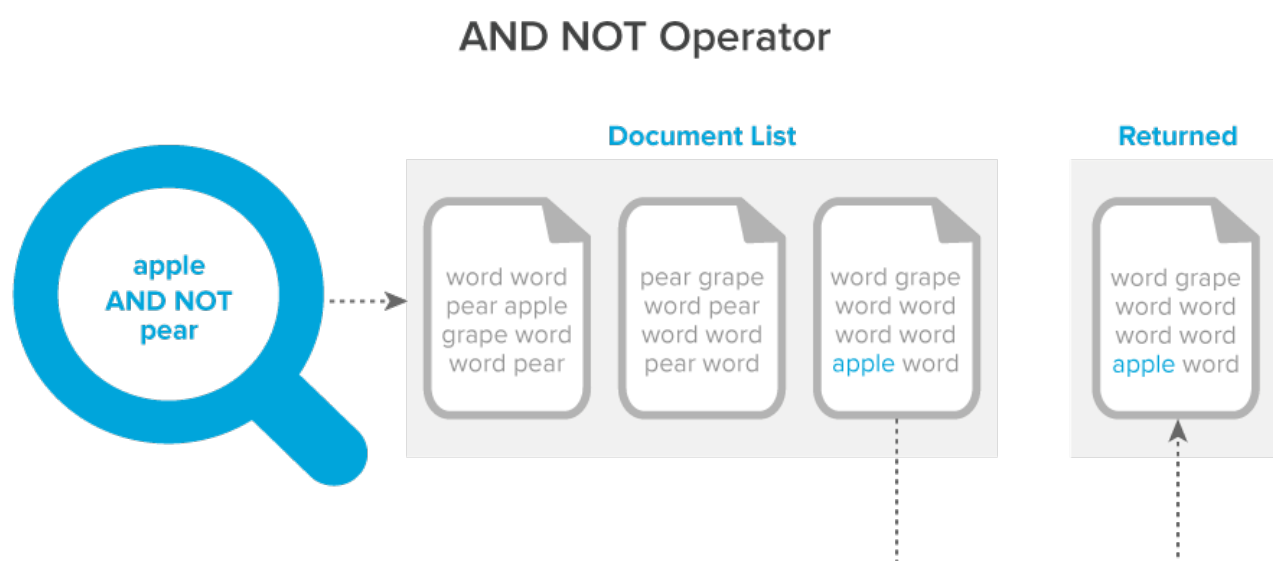 AND NOT Operator
Document List
Returned
apple
AND NOT
pear
word word
pear apple
grape word
word pear
pear grape
word pear
word word
pear word
word grape
word word
word word
apple word
word grape
word word
word word
apple word